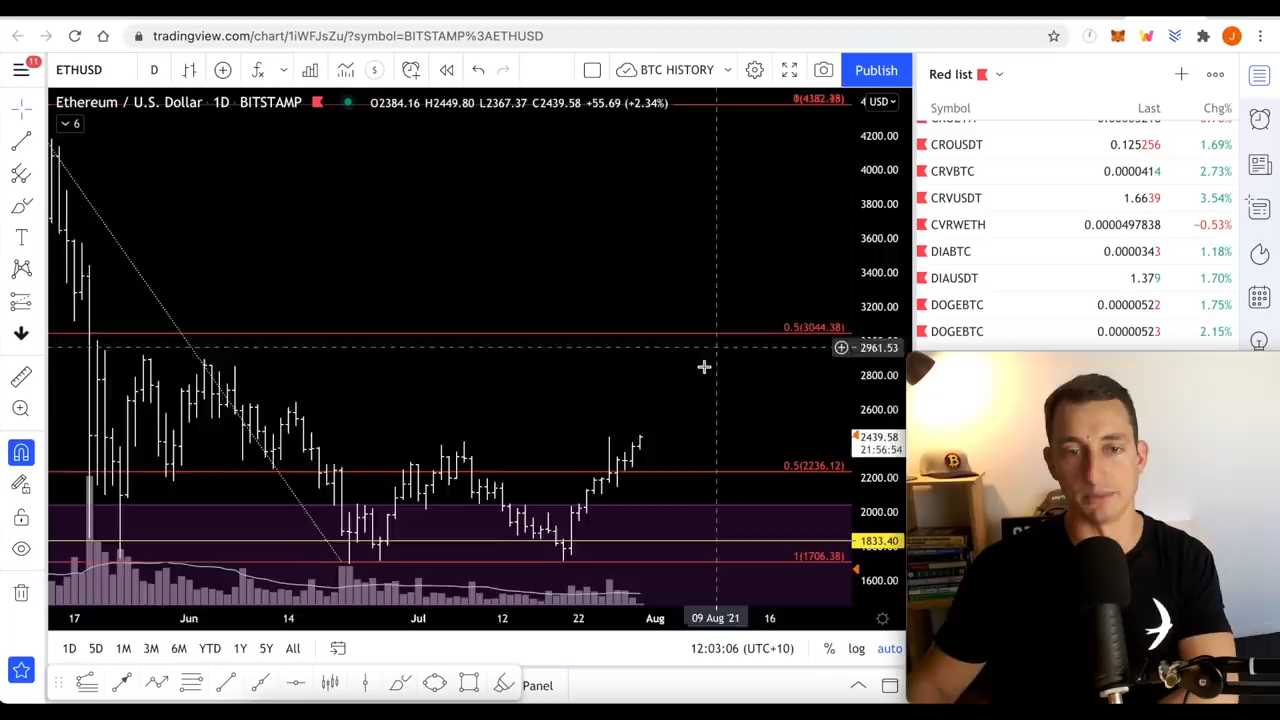 tradingview.com/chart/1iWFJsZu/?symbol=BITSTAMP%3AETHUSD
11
ETHUSD
D
5
BTC HISTORY
Publish
Red list
Ethereum / U.S. Dollar 1D BITSTAMP
O2384.16 H2449.80 L2367.37 C2439.58 +55.69 (+2.34%)
USD
6
Symbol Last Chg%
CROUSDT 0.125256 1.69%
CRVBTC 0.0000414 2.73%
CRVUSDT 1.6639 3.54%
CVRWETH 0.0000497838 −0.53%
DIABTC 0.0000343 1.18%
DIAUSDT 1.379 1.70%
DOGEBTC 0.00000522 1.75%
DOGEBTC 0.00000523 2.15%
4200.00
4000.00
3800.00
3600.00
3400.00
3200.00
0.5(3044.38)
2961.53
2800.00
2600.00
2439.58
21:56:54
0.5(2236.12)
2200.00
2000.00
1833.40
1(1706.38)
1600.00
17 Jun 14 Jul 12 22 Aug 09 Aug '21 16
1D 5D 1M 3M 6M YTD 1Y 5Y All
12:03:06 (UTC+10)
% log auto
Panel
J